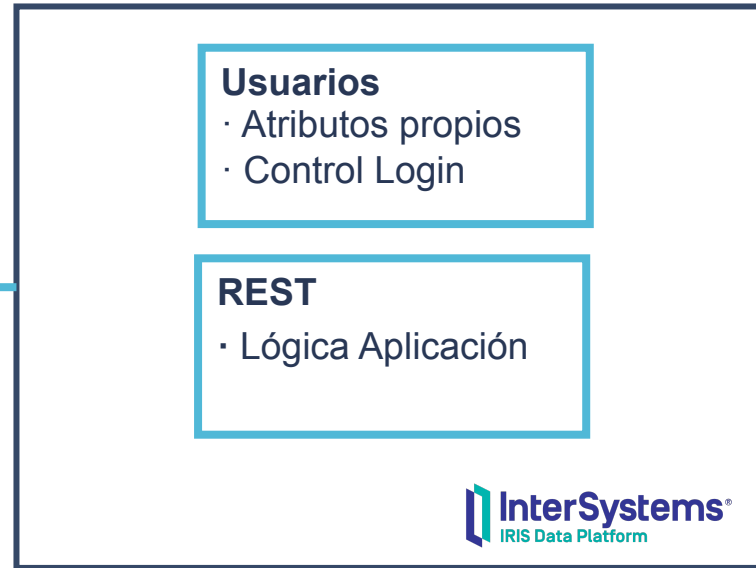 Usuarios
· Atributos propios
· Control Login
REST
· Lógica Aplicación
InterSystems®
IRIS Data Platform